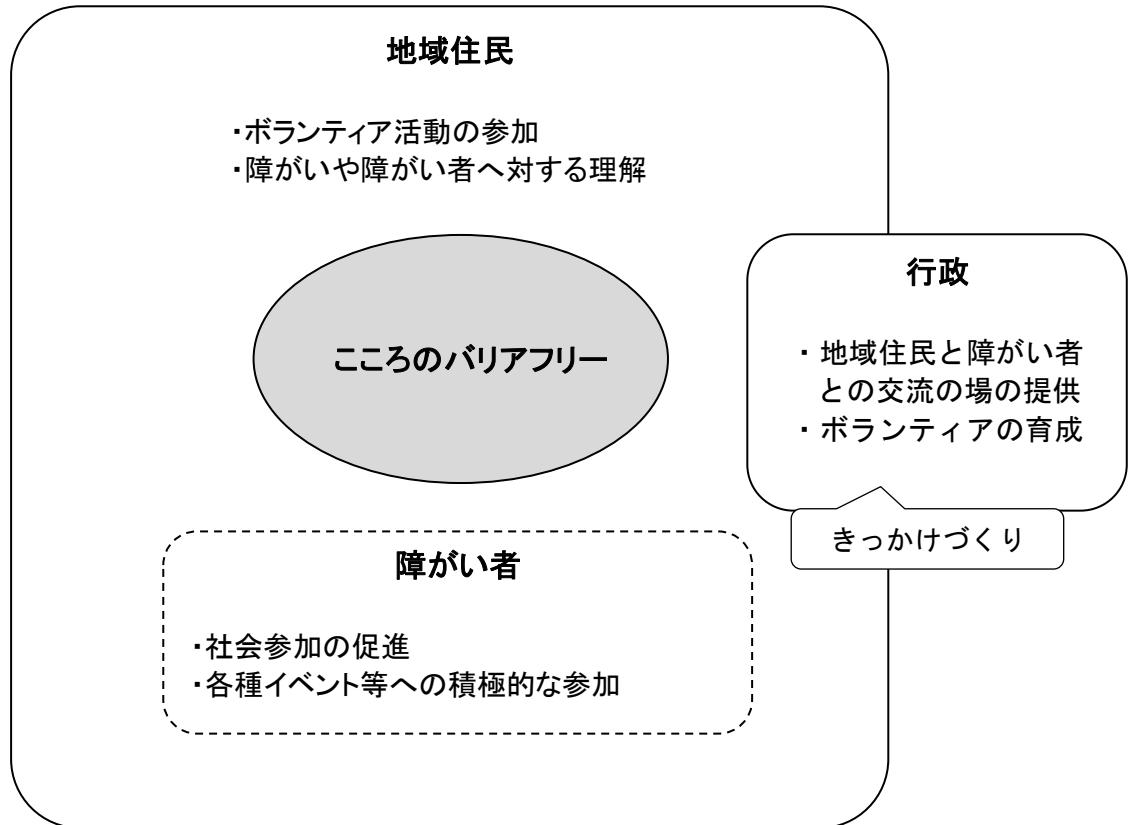 地域住民
・ボランティア活動の参加
・障がいや障がい者へ対する理解
こころのバリアフリー
行政
・地域住民と障がい者
との交流の場の提供
・ボランティアの育成
きっかけづくり
障がい者
・社会参加の促進
・各種イベント等への積極的な参加